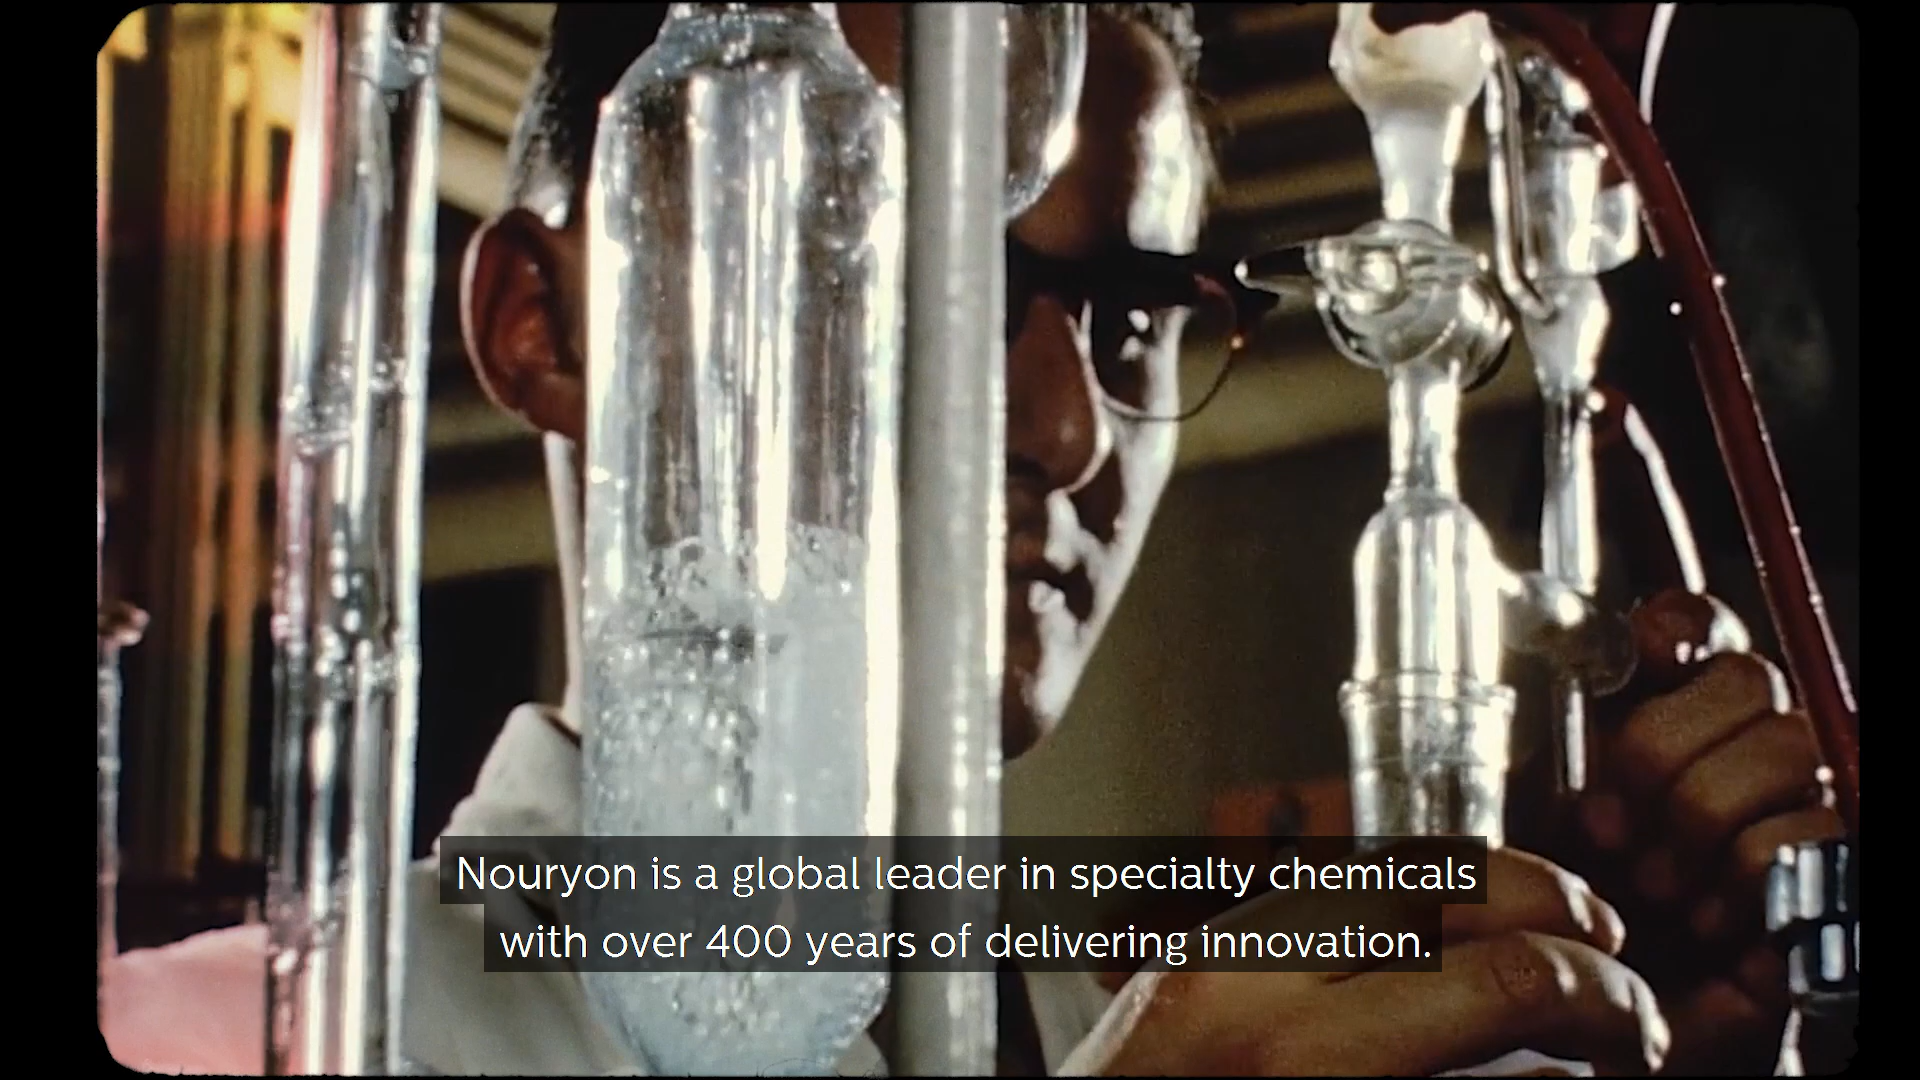 Nouryon is a global leader in specialty chemicals
with over 400 years of delivering innovation.